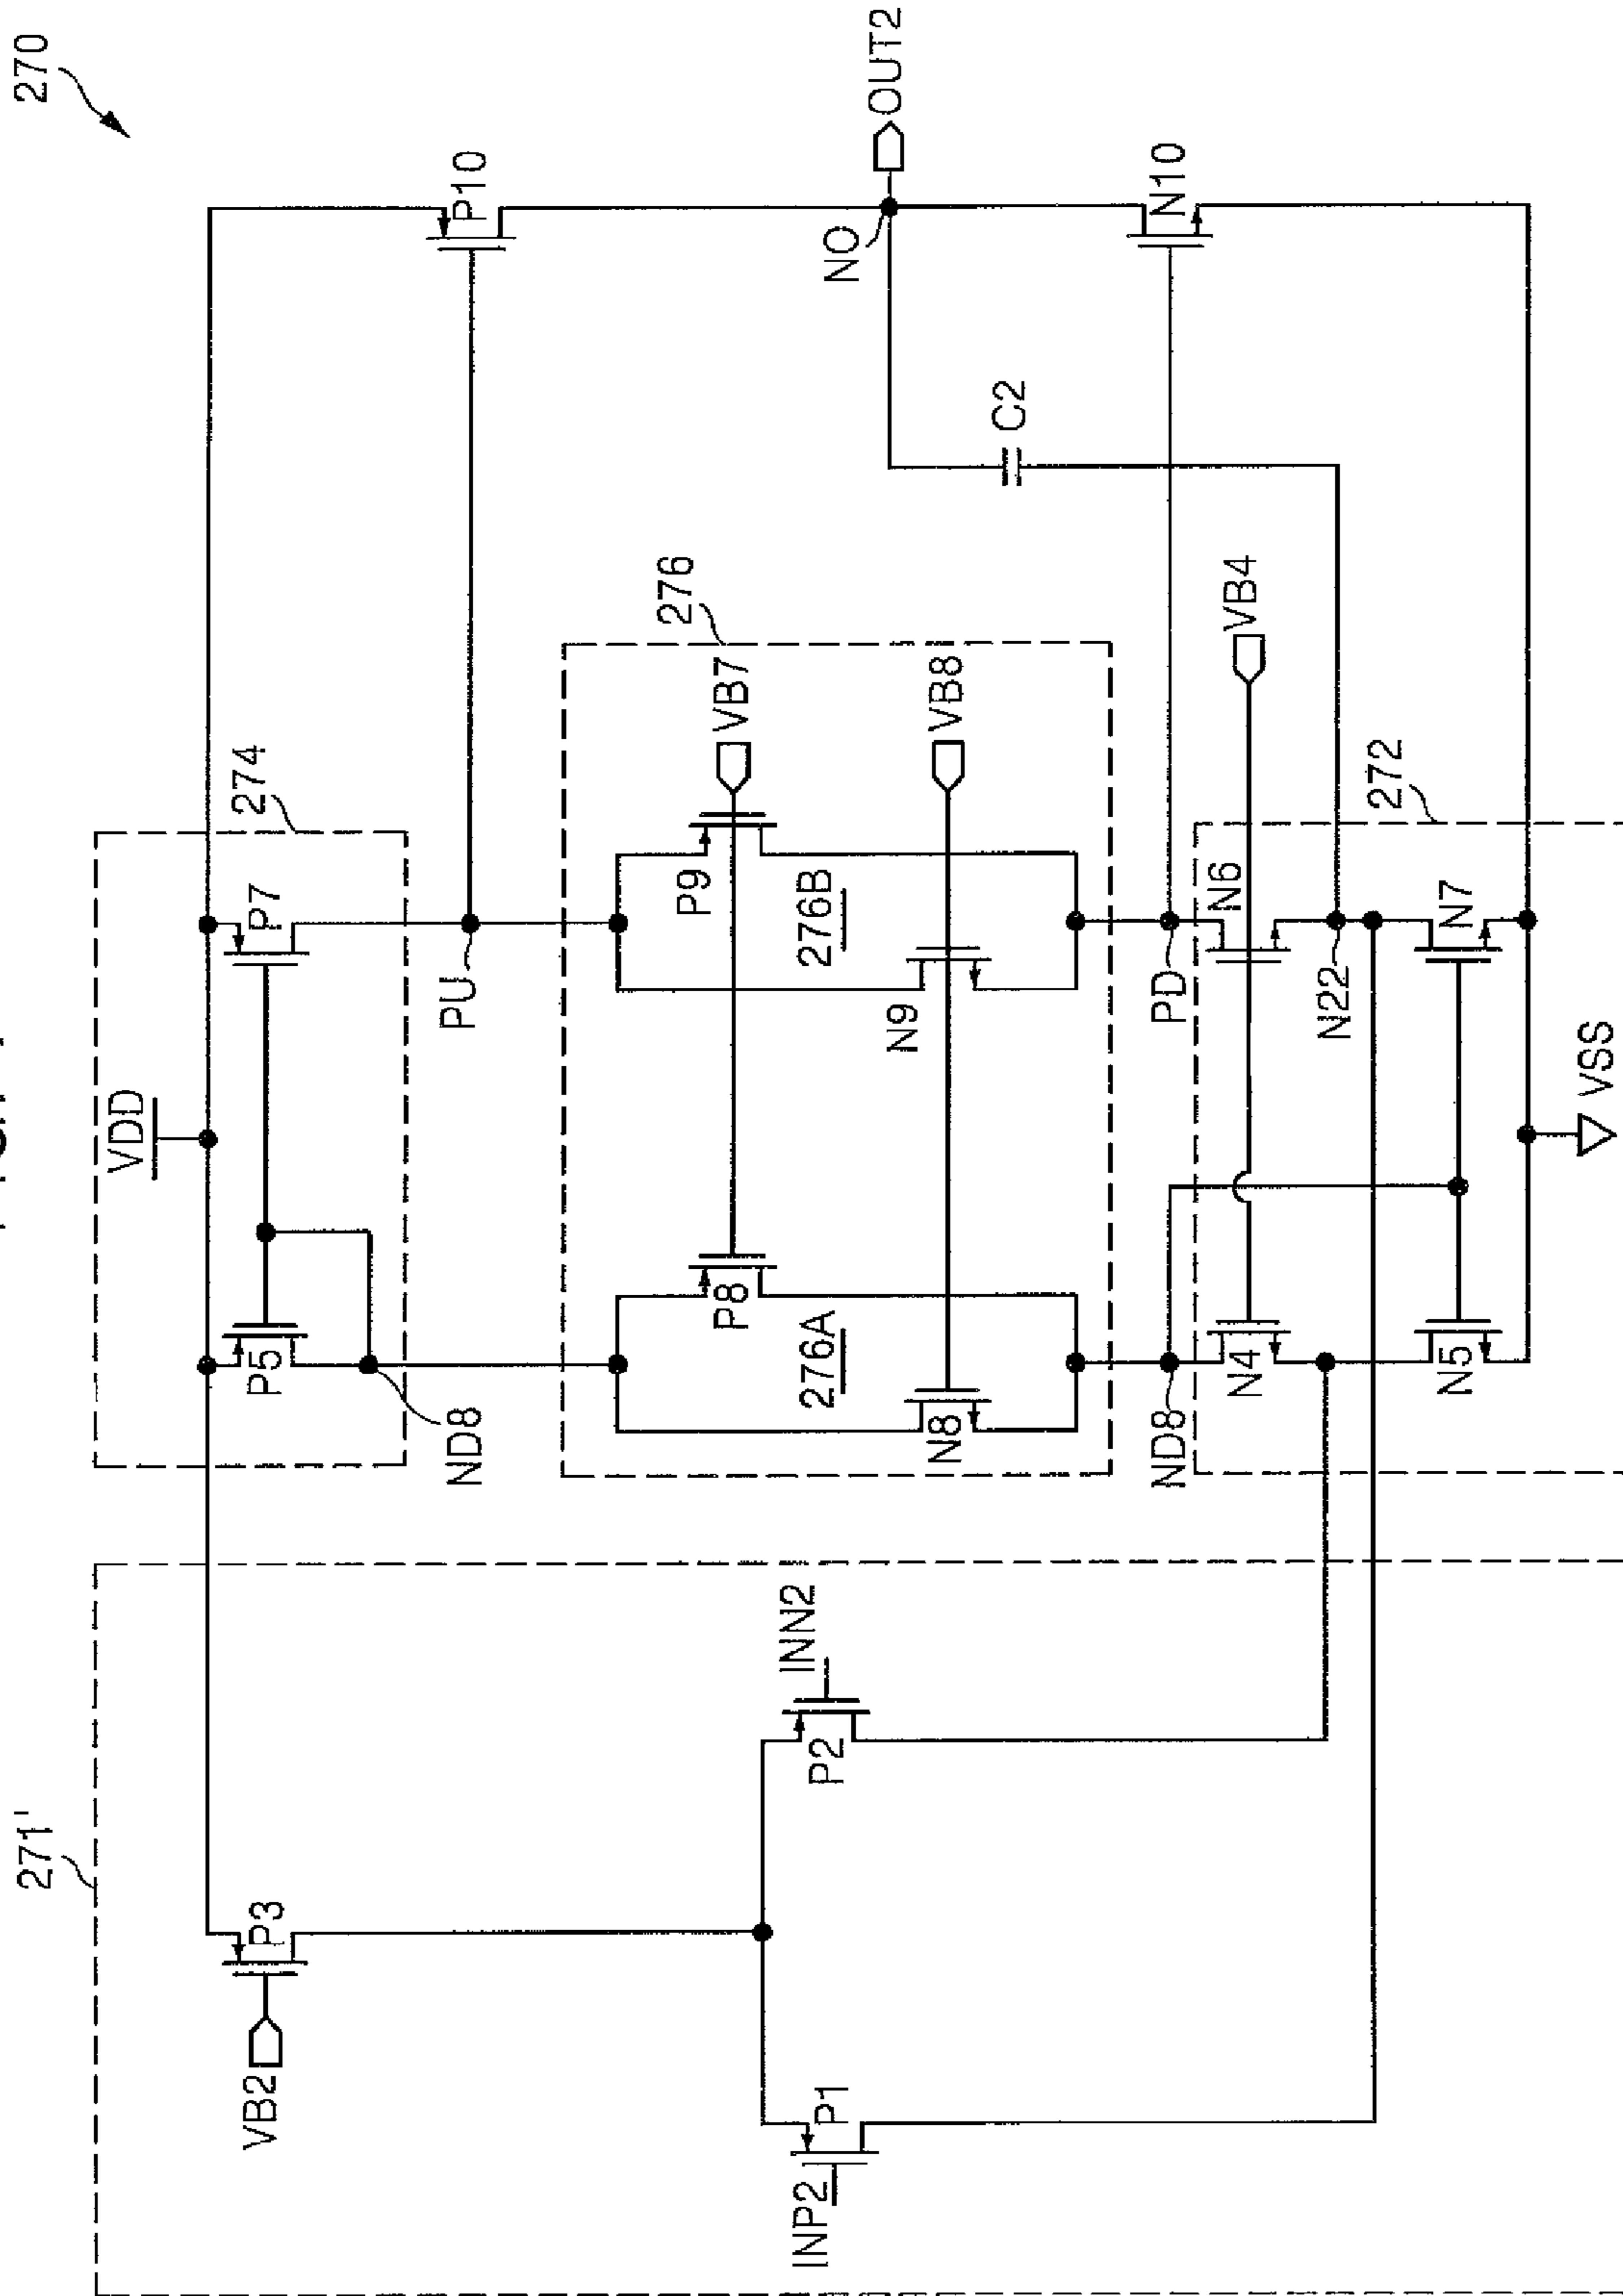 270
271'
VDD
274
VB2
P3
P5
P7
P10
ND8
PU
276
INN2
VB7
P2
P8
P9
276A
276B
INP2
P1
N8
N9
VB8
NO
OUT2
C2
ND8
PD
VB4
N10
N4
N6
N22
272
N5
N7
VSS